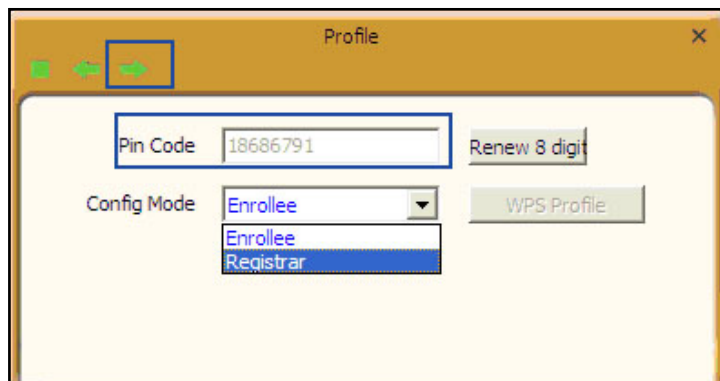 Profile
Pin Code 18686791 Renew 8 digit
Config Mode Enrollee WPS Profile
Enrollee
Registrar